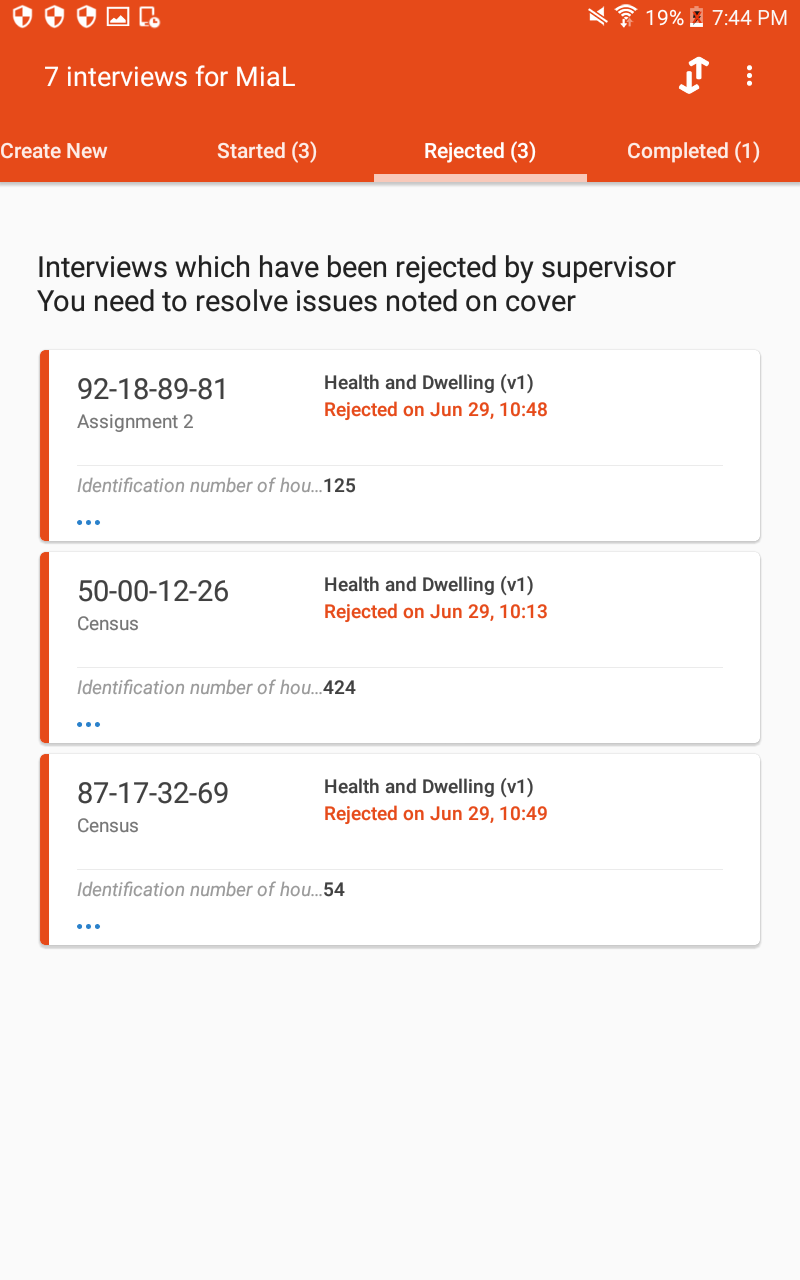 19% 7:44 PM
7 interviews for MiaL
Create New Started (3) Rejected (3) Completed (1)
Interviews which have been rejected by supervisor
You need to resolve issues noted on cover
92-18-89-81 Health and Dwelling (v1)
Assignment 2 Rejected on Jun 29, 10:48
Identification number of hou...125
50-00-12-26 Health and Dwelling (v1)
Census Rejected on Jun 29, 10:13
Identification number of hou...424
87-17-32-69 Health and Dwelling (v1)
Census Rejected on Jun 29, 10:49
Identification number of hou...54